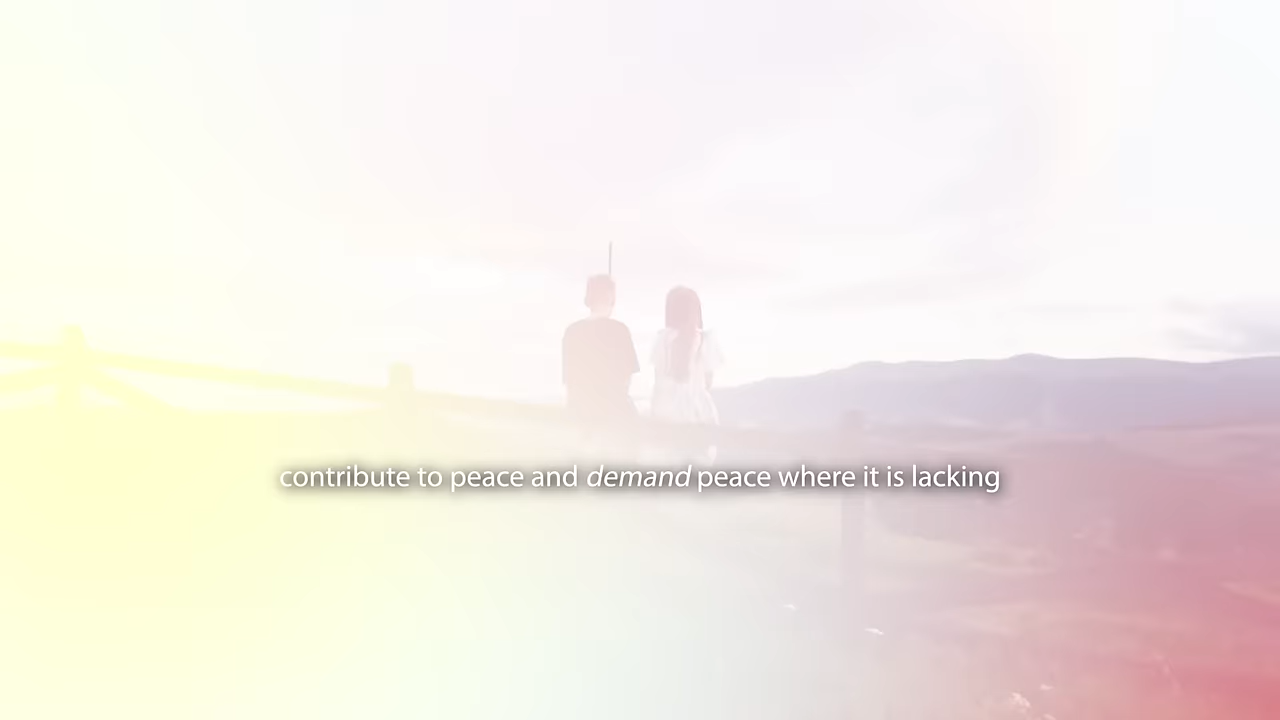 contribute to peace and demand peace where it is lacking